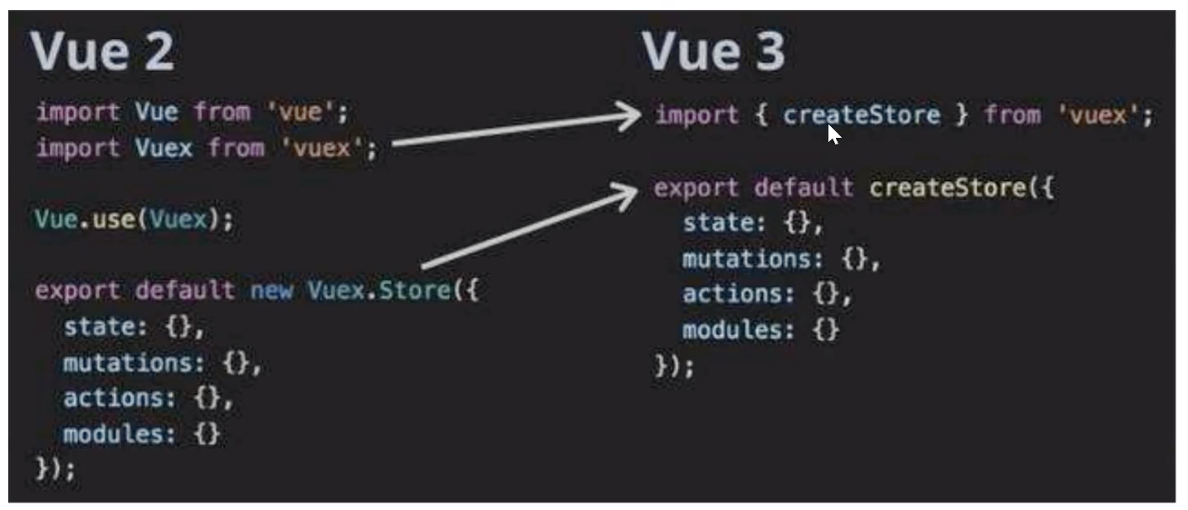 Vue 2
import Vue from 'vue';
import Vuex from 'vuex';
Vue.use(Vuex);
export default new Vuex.Store({
  state: {},
  mutations: {},
  actions: {},
  modules: {}
});
Vue 3
import { createStore } from 'vuex';
export default createStore({
  state: {},
  mutations: {},
  actions: {},
  modules: {}
});